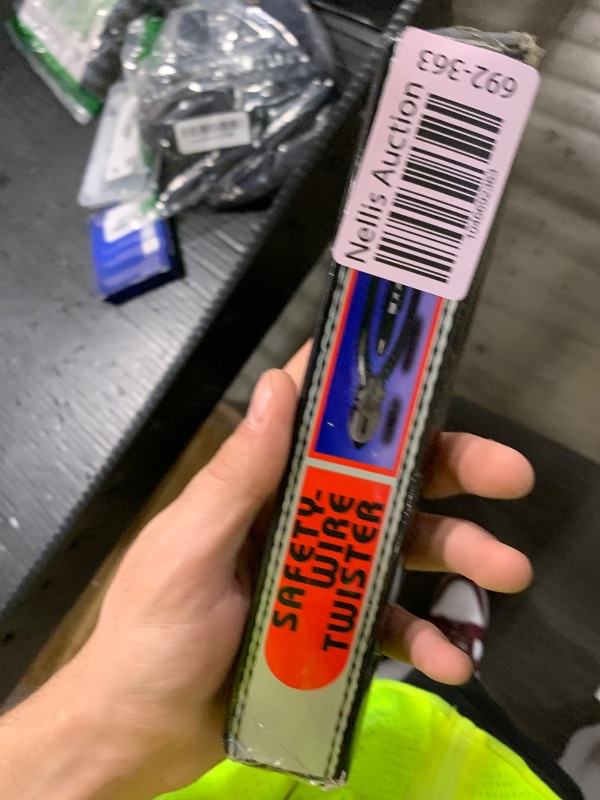 Nellis Auction
692-363
SAFETY-
WIRE
TWISTER